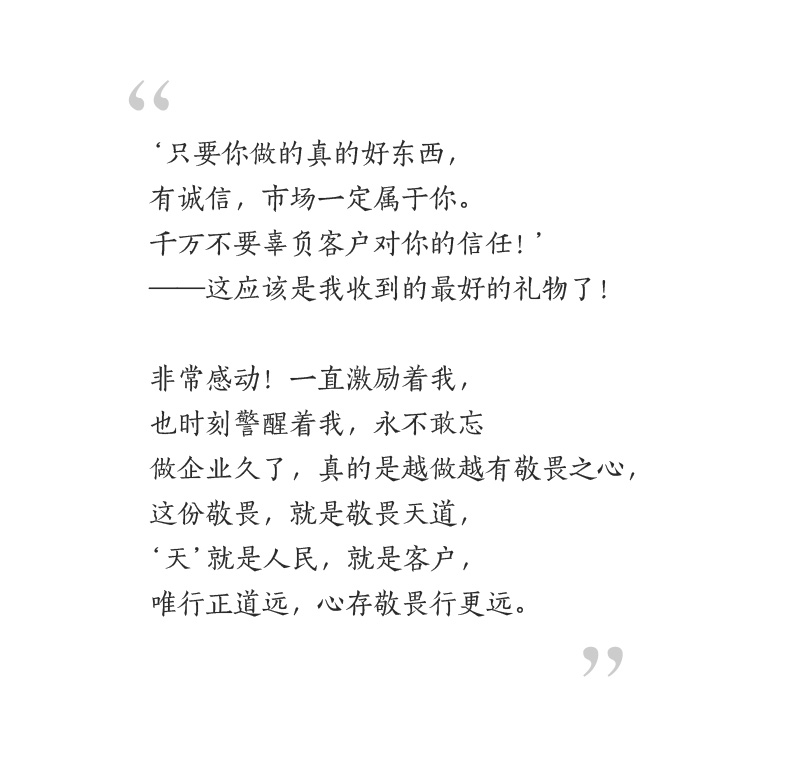 “
‘只要你做的真的好东西，
有诚信，市场一定属于你。
千万不要辜负客户对你的信任！’
——这应该是我收到的最好的礼物了！
非常感动！一直激励着我，
也时刻警醒着我，永不敢忘
做企业久了，真的是越做越有敬畏之心，
这份敬畏，就是敬畏天道，
‘天’就是人民，就是客户，
唯行正道远，心存敬畏行更远。
”